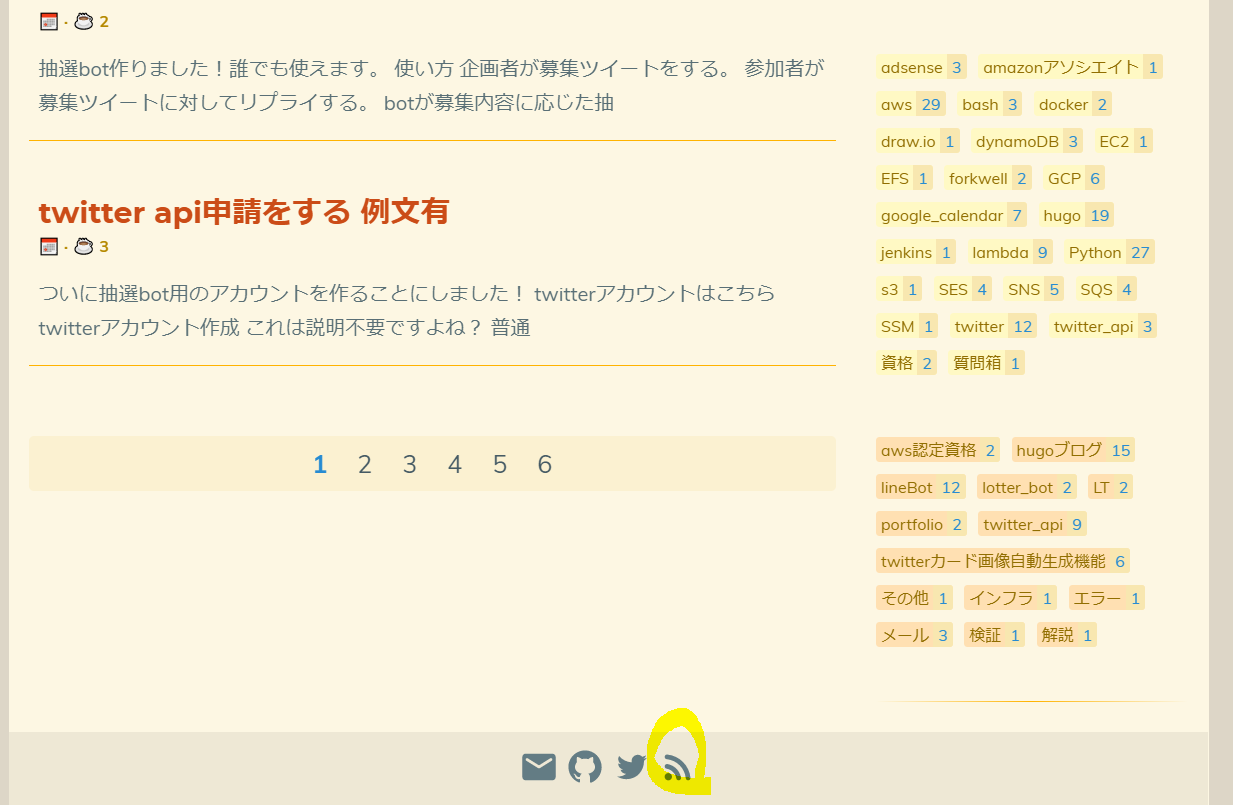 · 2
抽選bot作りました！誰でも使えます。 使い方 企画者が募集ツイートをする。 参加者が
募集ツイートに対してリプライする。 botが募集内容に応じた抽
twitter api申請をする 例文有
· 3
ついに抽選bot用のアカウントを作ることにしました！ twitterアカウントはこちら
twitterアカウント作成 これは説明不要ですよね？ 普通
1 2 3 4 5 6
adsense 3 amazonアソシエイト 1
aws 29 bash 3 docker 2
draw.io 1 dynamoDB 3 EC2 1
EFS 1 forkwell 2 GCP 6
google_calendar 7 hugo 19
jenkins 1 lambda 9 Python 27
s3 1 SES 4 SNS 5 SQS 4
SSM 1 twitter 12 twitter_api 3
資格 2 質問箱 1
aws認定資格 2 hugoブログ 15
lineBot 12 lotter_bot 2 LT 2
portfolio 2 twitter_api 9
twitterカード画像自動生成機能 6
その他 1 インフラ 1 エラー 1
メール 3 検証 1 解説 1